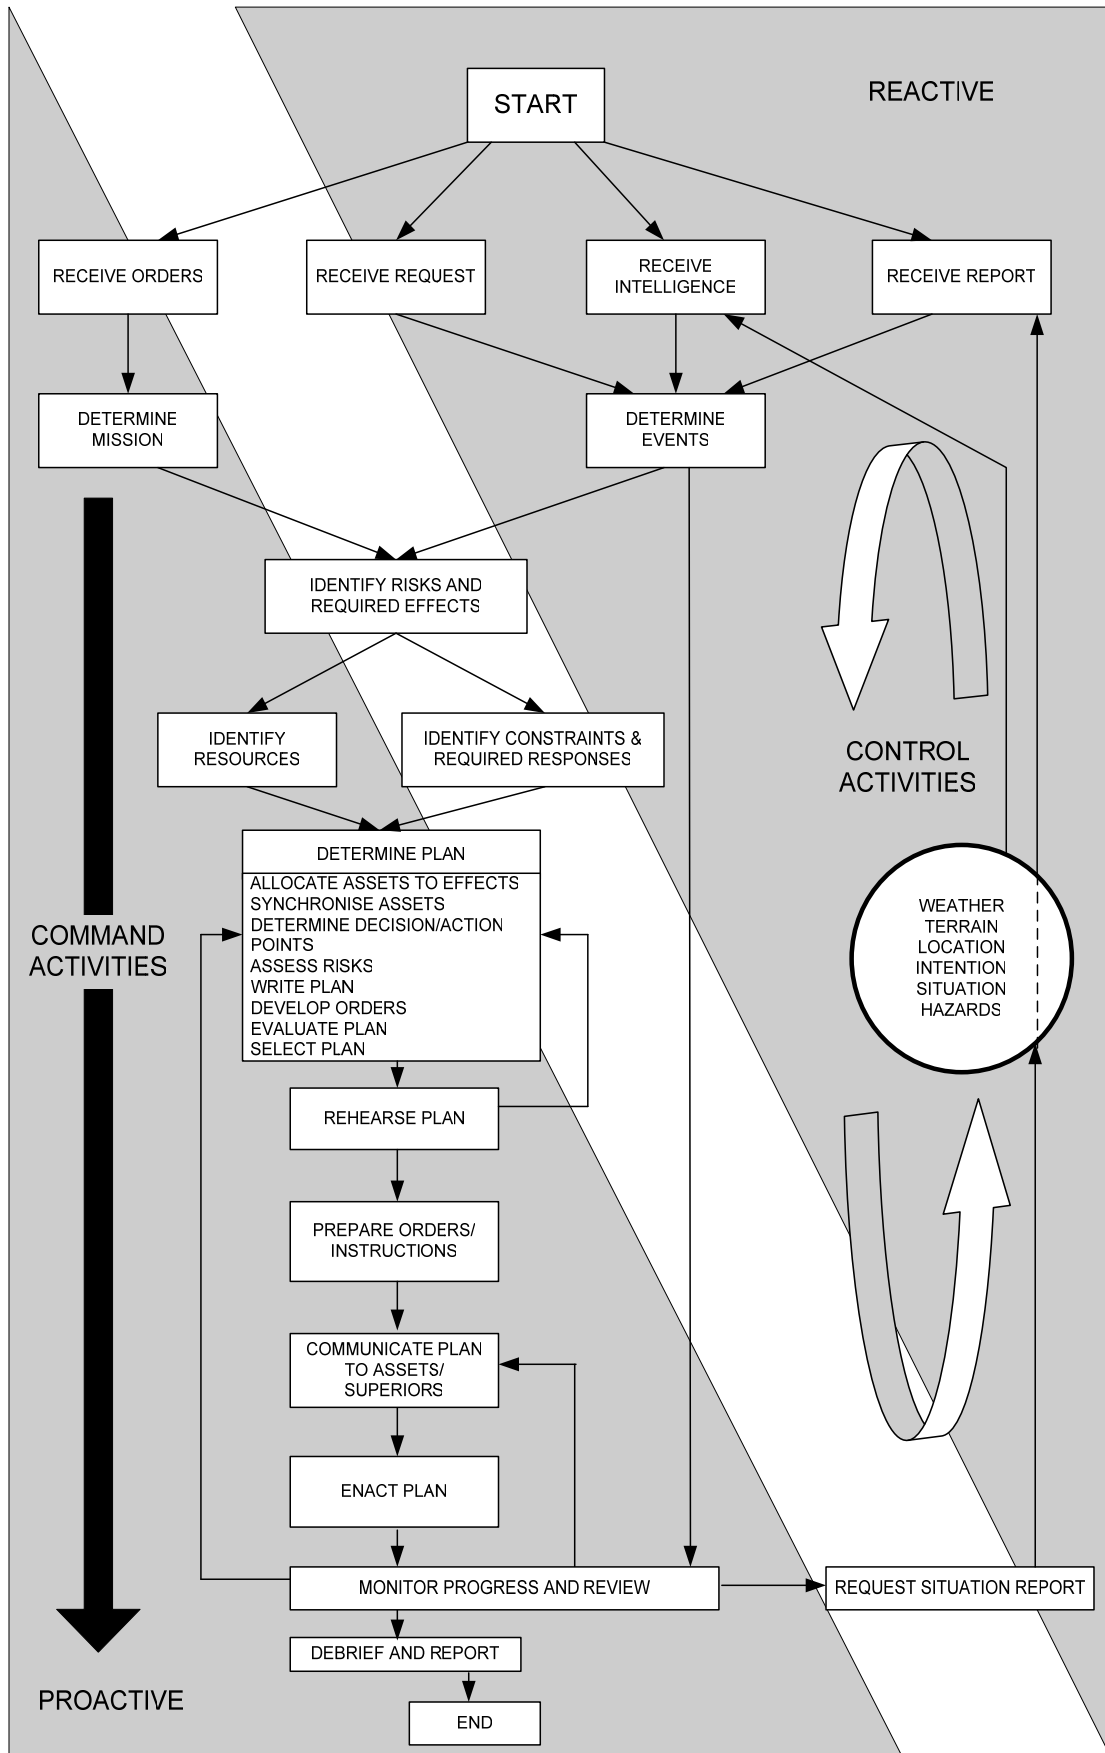 START
REACTIVE
RECEIVE ORDERS
RECEIVE REQUEST
RECEIVE
INTELLIGENCE
RECEIVE REPORT
DETERMINE
MISSION
DETERMINE
EVENTS
IDENTIFY RISKS AND
REQUIRED EFFECTS
IDENTIFY
RESOURCES
IDENTIFY CONSTRAINTS &
REQUIRED RESPONSES
CONTROL
ACTIVITIES
DETERMINE PLAN
ALLOCATE ASSETS TO EFFECTS
SYNCHRONISE ASSETS
DETERMINE DECISION/ACTION
POINTS
ASSESS RISKS
WRITE PLAN
DEVELOP ORDERS
EVALUATE PLAN
SELECT PLAN
COMMAND
ACTIVITIES
WEATHER
TERRAIN
LOCATION
INTENTION
SITUATION
HAZARDS
REHEARSE PLAN
PREPARE ORDERS/
INSTRUCTIONS
COMMUNICATE PLAN
TO ASSETS/
SUPERIORS
ENACT PLAN
MONITOR PROGRESS AND REVIEW
REQUEST SITUATION REPORT
DEBRIEF AND REPORT
PROACTIVE
END